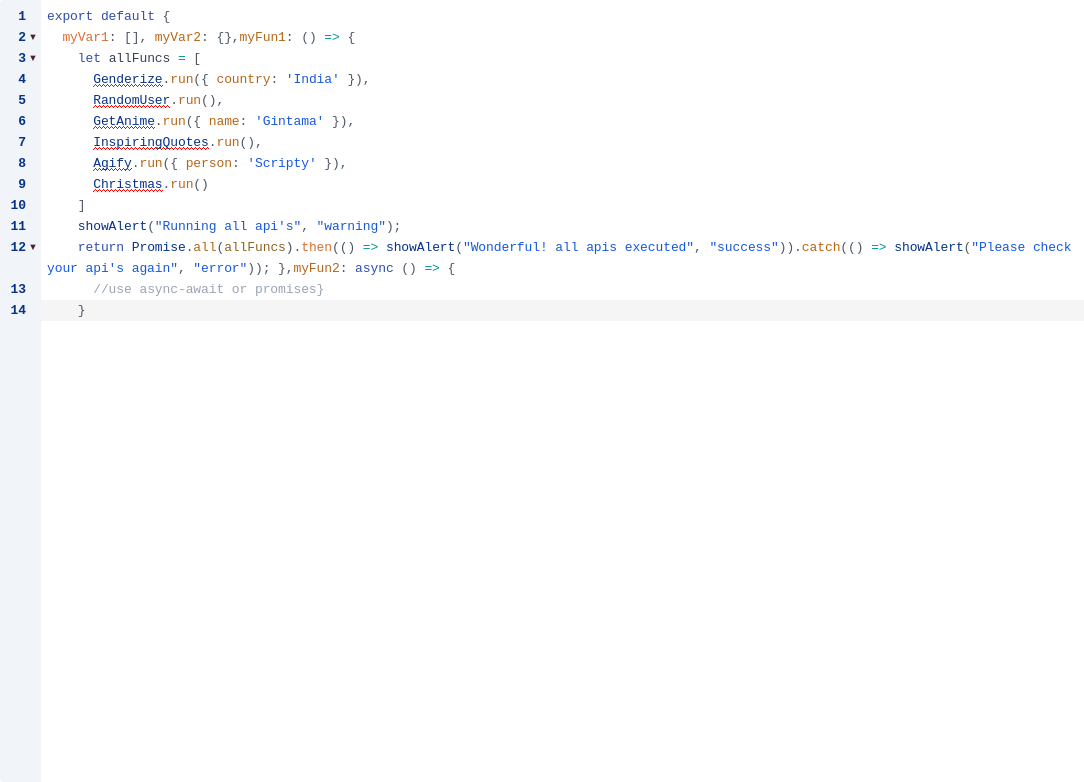 1 export default {
2 ▾ myVar1: [], myVar2: {},myFun1: () => {
3 ▾ let allFuncs = [
4 Genderize.run({ country: 'India' }),
5 RandomUser.run(),
6 GetAnime.run({ name: 'Gintama' }),
7 InspiringQuotes.run(),
8 Agify.run({ person: 'Scripty' }),
9 Christmas.run()
10 ]
11 showAlert("Running all api's", "warning");
12 ▾ return Promise.all(allFuncs).then(() => showAlert("Wonderful! all apis executed", "success")).catch(() => showAlert("Please check
your api's again", "error")); },myFun2: async () => {
13 //use async-await or promises}
14 }